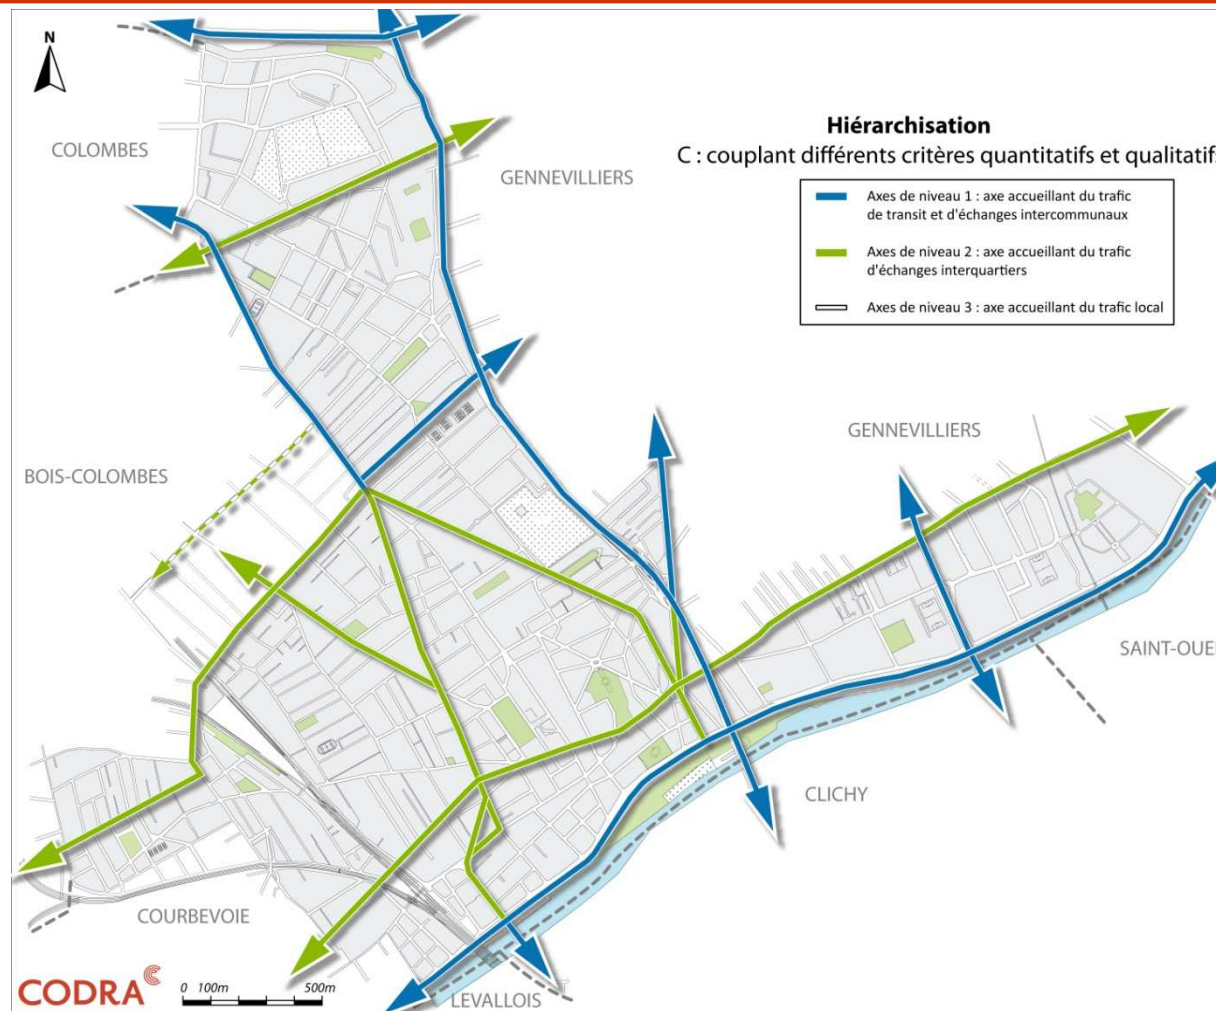 N
Hiérarchisation
C : couplant différents critères quantitatifs et qualitatifs
Axes de niveau 1 : axe accueillant du trafic
de transit et d'échanges intercommunaux
Axes de niveau 2 : axe accueillant du trafic
d'échanges interquartiers
Axes de niveau 3 : axe accueillant du trafic local
COLOMBES
GENNEVILLIERS
BOIS-COLOMBES
GENNEVILLIERS
SAINT-OUE
CLICHY
COURBEVOIE
LEVALLOIS
CODRA
0 100m 500m